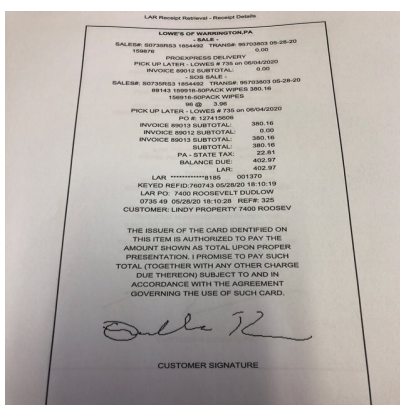 LAR Receipt Retrieval - Receipt Details
LOWE'S OF WARRINGTON,PA
- SALE -
SALES#: S0735RS3 1854492 TRANS#: 95703803 05-28-20
159876 0.00
PROEXPRESS DELIVERY
PICK UP LATER - LOWES # 735 on 06/04/2020
INVOICE 89012 SUBTOTAL: 0.00
- SOS SALE -
SALES#: S0735RS3 1854492 TRANS#: 95703803 05-28-20
89143 156916-50PACK WIPES 380.16
156916-50PACK WIPES
96 @ 3.96
PICK UP LATER - LOWES # 735 on 06/04/2020
PO #: 127415606
INVOICE 89013 SUBTOTAL: 380.16
INVOICE 89012 SUBTOTAL: 0.00
INVOICE 89013 SUBTOTAL: 380.16
SUBTOTAL: 380.16
PA - STATE TAX: 22.81
BALANCE DUE: 402.97
LAR: 402.97
LAR ************8185 001370
KEYED REFID:760743 05/28/20 18:10:19
LAR PO: 7400 ROOSEVELT DUDLOW
0735 49 05/28/20 18:10:28 REF#: 325
CUSTOMER: LINDY PROPERTY 7400 ROOSEV
THE ISSUER OF THE CARD IDENTIFIED ON
THIS ITEM IS AUTHORIZED TO PAY THE
AMOUNT SHOWN AS TOTAL UPON PROPER
PRESENTATION. I PROMISE TO PAY SUCH
TOTAL (TOGETHER WITH ANY OTHER CHARGE
DUE THEREON) SUBJECT TO AND IN
ACCORDANCE WITH THE AGREEMENT
GOVERNING THE USE OF SUCH CARD.
CUSTOMER SIGNATURE